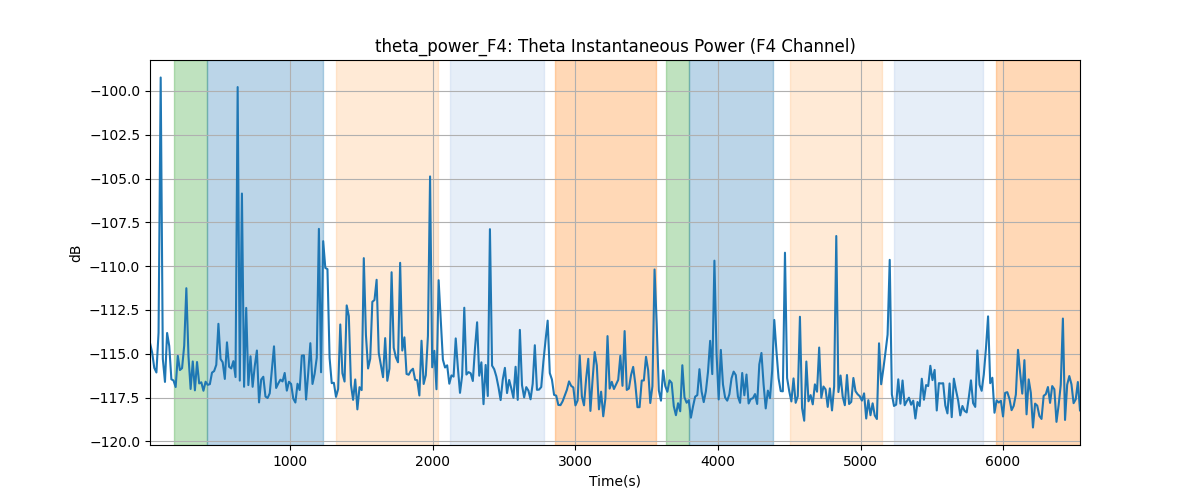 theta_power_F4: Theta Instantaneous Power (F4 Channel)
−100.0
−102.5
−105.0
−107.5
−110.0
−112.5
−115.0
−117.5
−120.0
dB
1000 2000 3000 4000 5000 6000
Time(s)